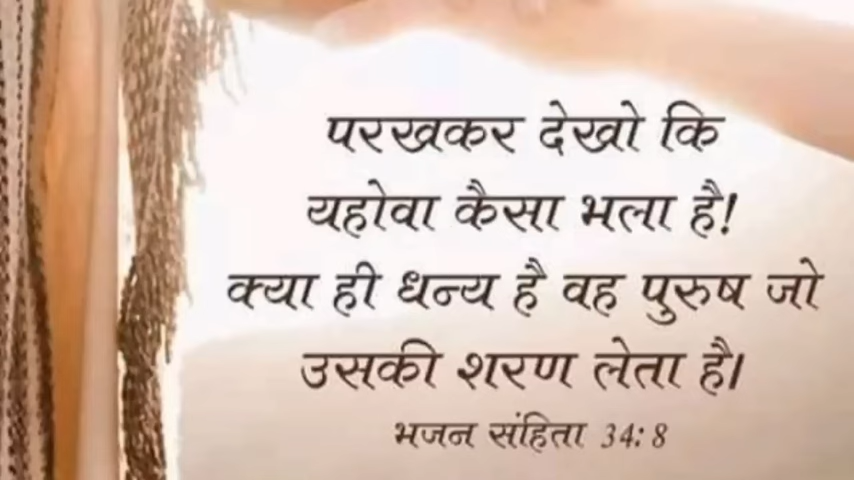 परखकर देखो कि
यहोवा कैसा भला है!
क्या ही धन्य है वह पुरुष जो
उसकी शरण लेता है।
भजन संहिता 34:8